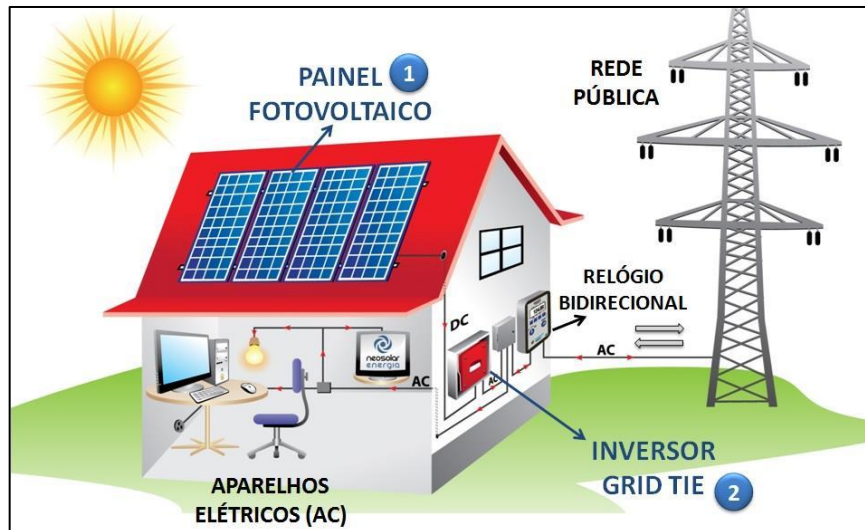 PAINEL 1
FOTOVOLTAICO
REDE
PÚBLICA
RELÓGIO
BIDIRECIONAL
DC
AC
AC
neosolar
energia
AC
INVERSOR
GRID TIE 2
APARELHOS
ELÉTRICOS (AC)